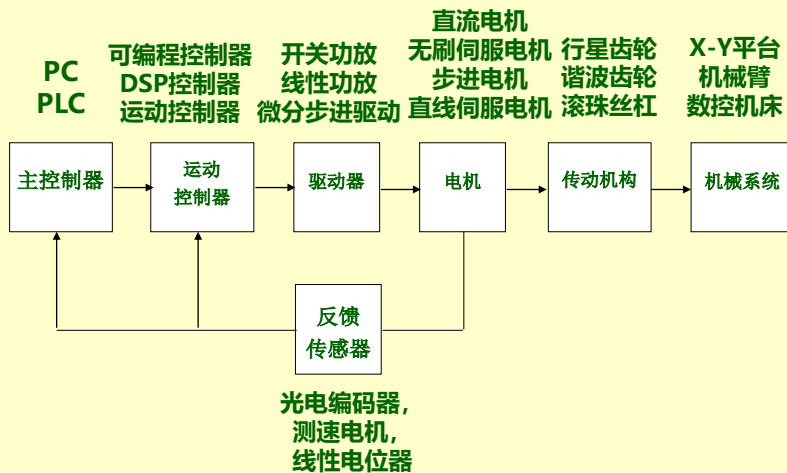 PC
PLC
可编程控制器
DSP控制器
运动控制器
开关功放
线性功放
微分步进驱动
直流电机
无刷伺服电机
步进电机
直线伺服电机
行星齿轮
谐波齿轮
滚珠丝杠
X-Y平台
机械臂
数控机床
主控制器
运动
控制器
驱动器
电机
传动机构
机械系统
反馈
传感器
光电编码器，
测速电机，
线性电位器